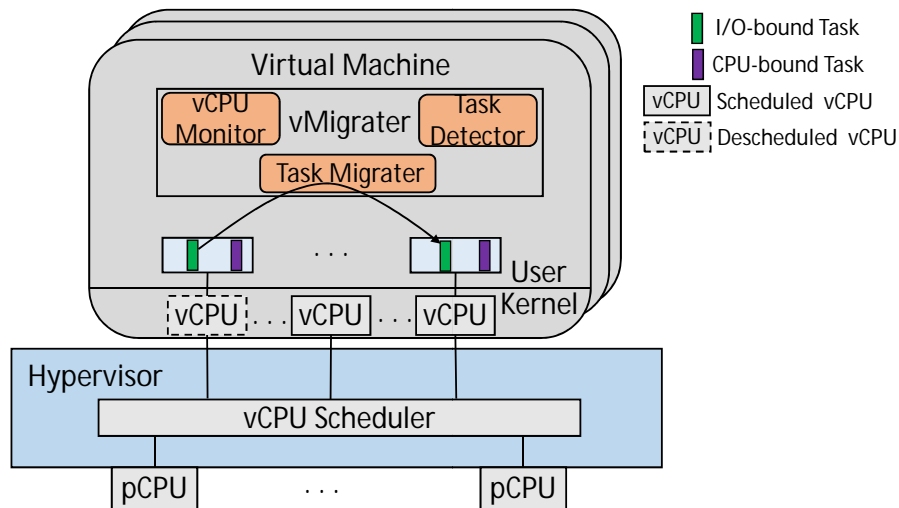 I/O-bound Task
CPU-bound Task
vCPU Scheduled vCPU
vCPU Descheduled vCPU
Virtual Machine
vCPU
Monitor
vMigrater
Task
Detector
Task Migrater
. . .
User
Kernel
vCPU . . . vCPU . . . vCPU
Hypervisor
vCPU Scheduler
pCPU . . . pCPU